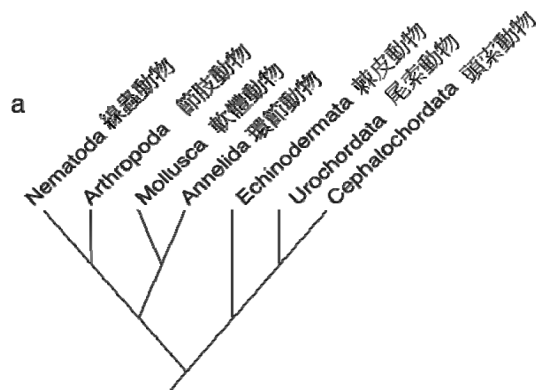 a
Nematoda 線蟲動物
Arthropoda 節肢動物
Mollusca 軟體動物
Annelida 環節動物
Echinodermata 棘皮動物
Urochordata 尾索動物
Cephalochordata 頭索動物